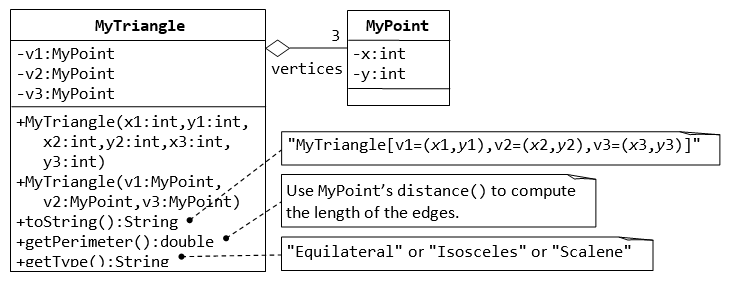 MyTriangle
-v1:MyPoint
-v2:MyPoint
-v3:MyPoint
+MyTriangle(x1:int,y1:int,
x2:int,y2:int,x3:int,
y3:int)
+MyTriangle(v1:MyPoint,
v2:MyPoint,v3:MyPoint)
+toString():String
+getPerimeter():double
+getType():String
3
vertices
MyPoint
-x:int
-y:int
"MyTriangle[v1=(x1,y1),v2=(x2,y2),v3=(x3,y3)]"
Use MyPoint's distance() to compute
the length of the edges.
"Equilateral" or "Isosceles" or "Scalene"